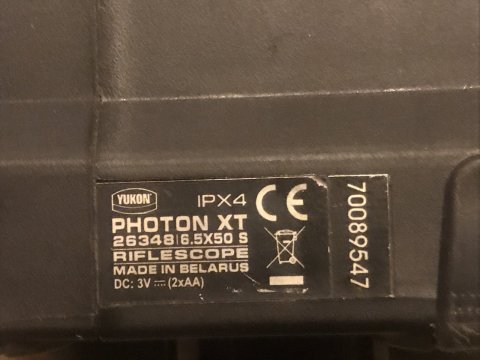 YUKON
IPX4
CE
PHOTON XT
26348|6.5X50 S
RIFLESCOPE
MADE IN BELARUS
DC: 3V ⎓ (2xAA)
70089547